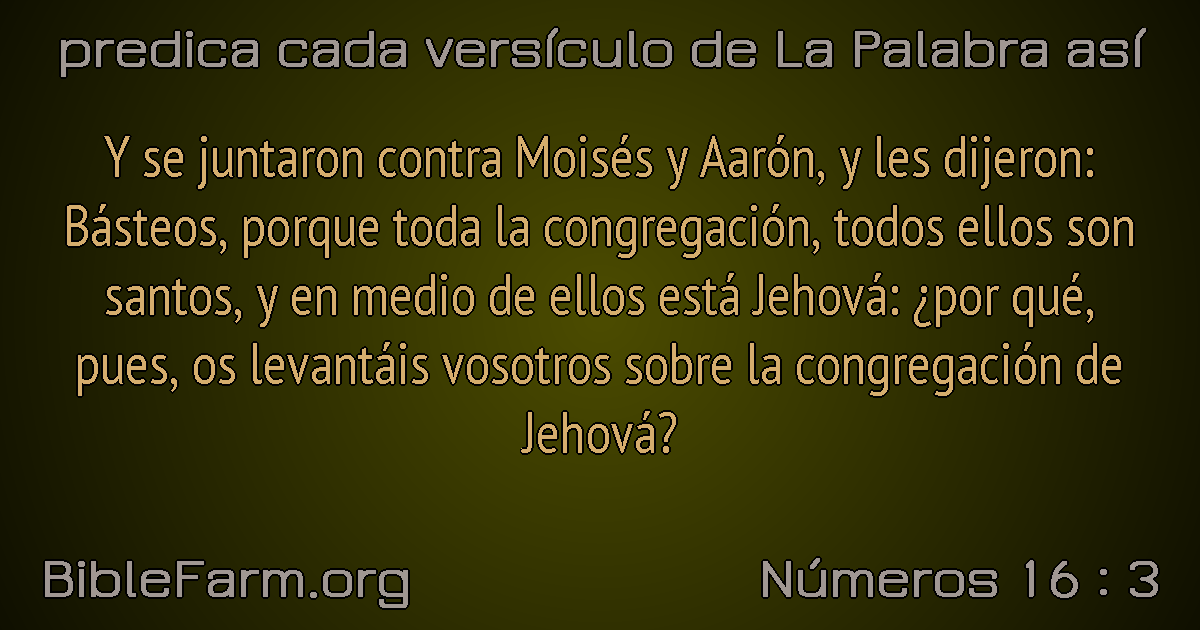 predica cada versículo de La Palabra así
Y se juntaron contra Moisés y Aarón, y les dijeron:
Básteos, porque toda la congregación, todos ellos son
santos, y en medio de ellos está Jehová: ¿por qué,
pues, os levantáis vosotros sobre la congregación de
Jehová?
BibleFarm.org
Números 16 : 3